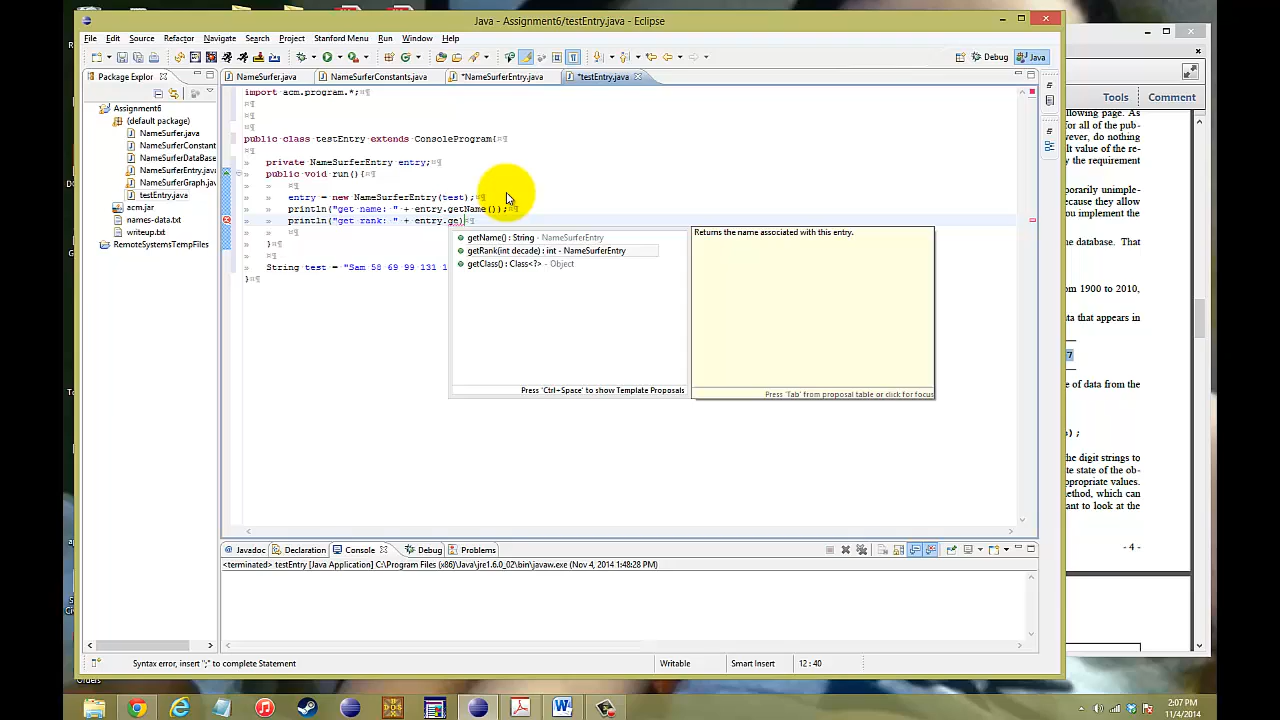 Java - Assignment6/testEntry.java - Eclipse
File Edit Source Refactor Navigate Search Project Stanford Menu Run Window Help
Debug Java
Package Explor
NameSurfer.java NameSurferConstants.java *NameSurferEntry.java *testEntry.java
Assignment6
(default package)
NameSurfer.java
NameSurferConstant
NameSurferDataBase
NameSurferEntry.java
NameSurferGraph.jav
testEntry.java
acm.jar
names-data.txt
writeup.txt
RemoteSystemsTempFiles
import acm.program.*;¶
¶
¶
¶
public class testEntry extends ConsoleProgram{¶
¶
» private NameSurferEntry entry;¶
» public void run(){¶
» » ¶
» » entry = new NameSurferEntry(test);¶
» » println("get name: " + entry.getName());¶
» » println("get rank: " + entry.ge)¶
» » ¶
» }¶
» ¶
» String test = "Sam 58 69 99 131 1
}¶
getName() : String - NameSurferEntry
getRank(int decade) : int - NameSurferEntry
getClass() : Class<?> - Object
Press 'Ctrl+Space' to show Template Proposals
Returns the name associated with this entry.
Press 'Tab' from proposal table or click for focus
Javadoc Declaration Console Debug Problems
<terminated> testEntry [Java Application] C:\Program Files (x86)\Java\jre1.6.0_02\bin\javaw.exe (Nov 4, 2014 1:48:28 PM)
Syntax error, insert ";" to complete Statement
Writable Smart Insert 12 : 40
Tools Comment
llowing page. As
for all of the pub-
owever, do nothing
lt value of the re-
y the requirement
porarily unimple-
because they allow
you implement the
database. That
om 1900 to 2010,
ata that appears in
7
e of data from the
s) ;
the digit strings to
te state of the ob-
ppropriate values.
ethod, which can
ant to look at the
- 4 -
Orders
DOS
2:07 PM
11/4/2014